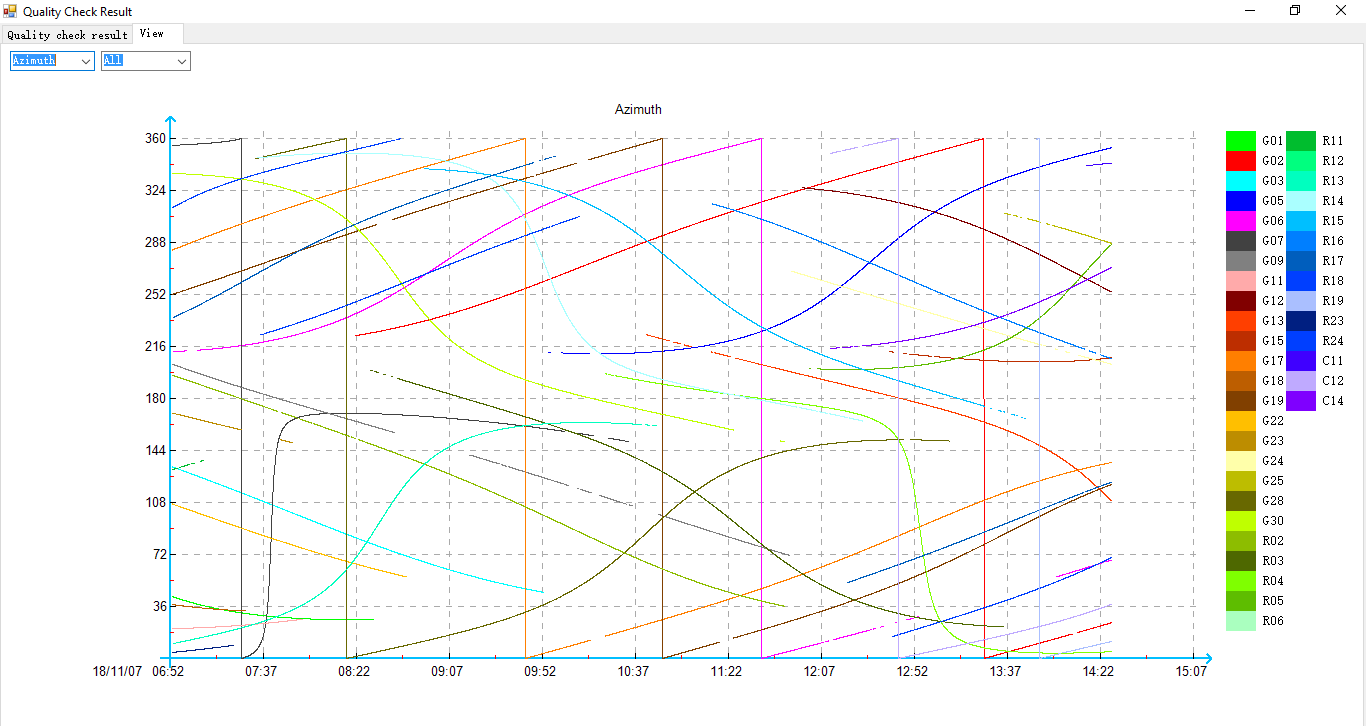 Quality Check Result
Quality check result View
Azimuth All
Azimuth
360
324
288
252
216
180
144
108
72
36
18/11/07 06:52 07:37 08:22 09:07 09:52 10:37 11:22 12:07 12:52 13:37 14:22 15:07
G01 R11
G02 R12
G03 R13
G05 R14
G06 R15
G07 R16
G09 R17
G11 R18
G12 R19
G13 R23
G15 R24
G17 C11
G18 C12
G19 C14
G22
G23
G24
G25
G28
G30
R02
R03
R04
R05
R06